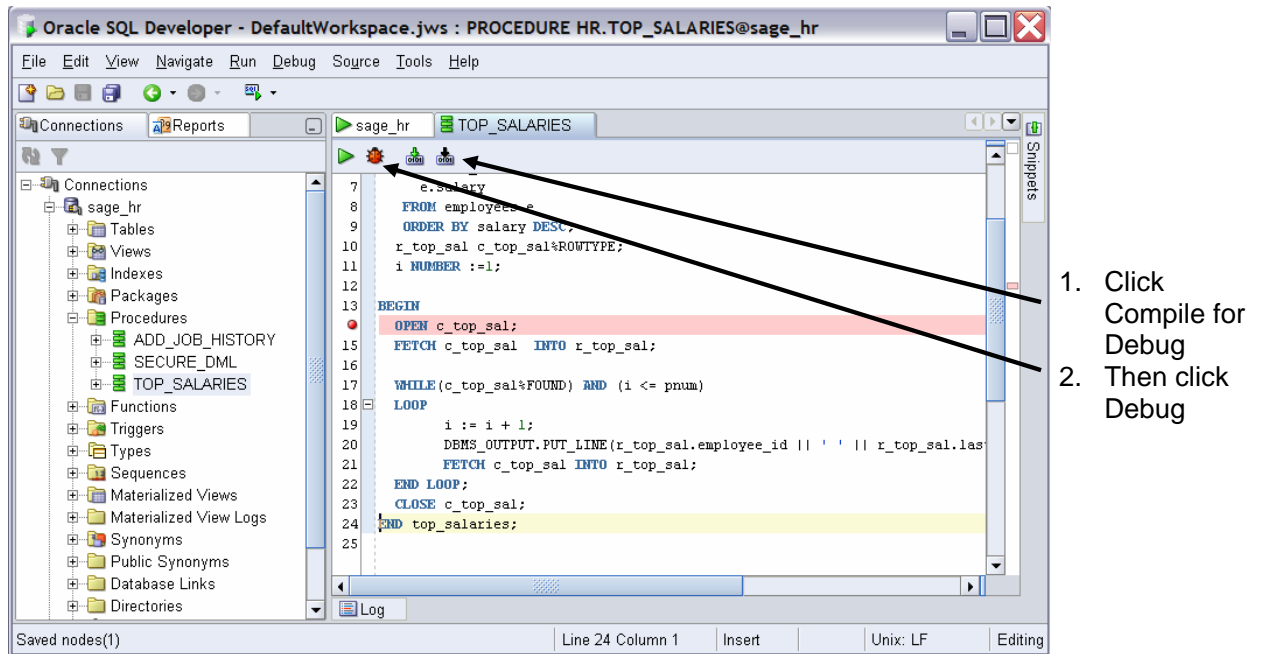 Oracle SQL Developer - DefaultWorkspace.jws : PROCEDURE HR.TOP_SALARIES@sage_hr
File Edit View Navigate Run Debug Source Tools Help
Connections Reports
sage_hr TOP_SALARIES
Snippets
Connections
sage_hr
Tables
Views
Indexes
Packages
Procedures
ADD_JOB_HISTORY
SECURE_DML
TOP_SALARIES
Functions
Triggers
Types
Sequences
Materialized Views
Materialized View Logs
Synonyms
Public Synonyms
Database Links
Directories
7 e.salary
8 FROM employees e
9 ORDER BY salary DESC;
10 r_top_sal c_top_sal%ROWTYPE;
11 i NUMBER :=1;
12
13 BEGIN
OPEN c_top_sal;
15 FETCH c_top_sal INTO r_top_sal;
16
17 WHILE(c_top_sal%FOUND) AND (i <= pnum)
18 LOOP
19 i := i + 1;
20 DBMS_OUTPUT.PUT_LINE(r_top_sal.employee_id || ' ' || r_top_sal.las
21 FETCH c_top_sal INTO r_top_sal;
22 END LOOP;
23 CLOSE c_top_sal;
24 END top_salaries;
25
Log
Saved nodes(1) Line 24 Column 1 Insert Unix: LF Editing
1. Click
Compile for
Debug
2. Then click
Debug